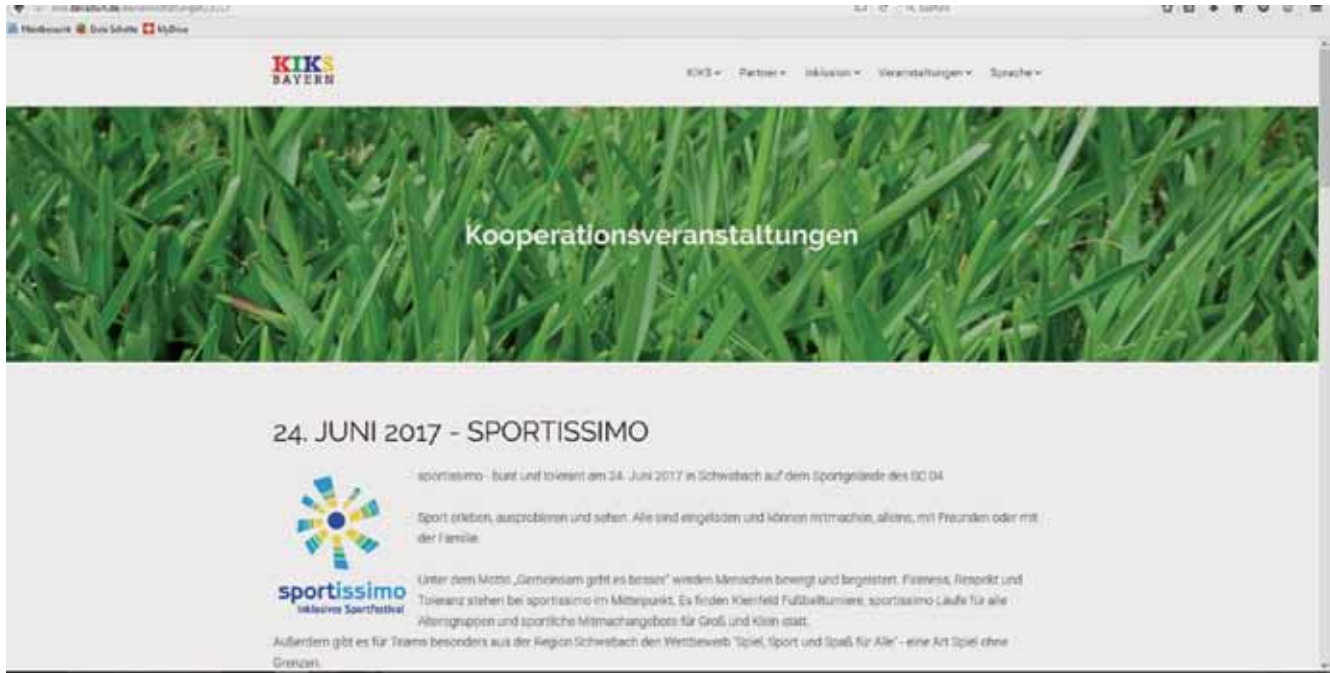 Meistbesucht Erste Schritte MyDrive
KIKS
BAYERN
KIKS Partner Inklusion Veranstaltungen Sprache
Kooperationsveranstaltungen
24. JUNI 2017 - SPORTISSIMO
sportissimo - bunt und tolerant am 24. Juni 2017 in Schwabach auf dem Sportgelände des SC 04
Sport erleben, ausprobieren und sehen. Alle sind eingeladen und können mitmachen, alleine, mit Freunden oder mit
der Familie.
sportissimo
Inklusives Sportfestival
Unter dem Motto „Gemeinsam geht es besser“ werden Menschen bewegt und begeistert. Fairness, Respekt und
Toleranz stehen bei sportissimo im Mittelpunkt. Es finden Kleinfeld Fußballturniere, sportissimo Läufe für alle
Altersgruppen und sportliche Mitmachangebote für Groß und Klein statt.
Außerdem gibt es für Teams besonders aus der Region Schwabach den Wettbewerb "Spiel, Sport und Spaß für Alle" - eine Art Spiel ohne
Grenzen.